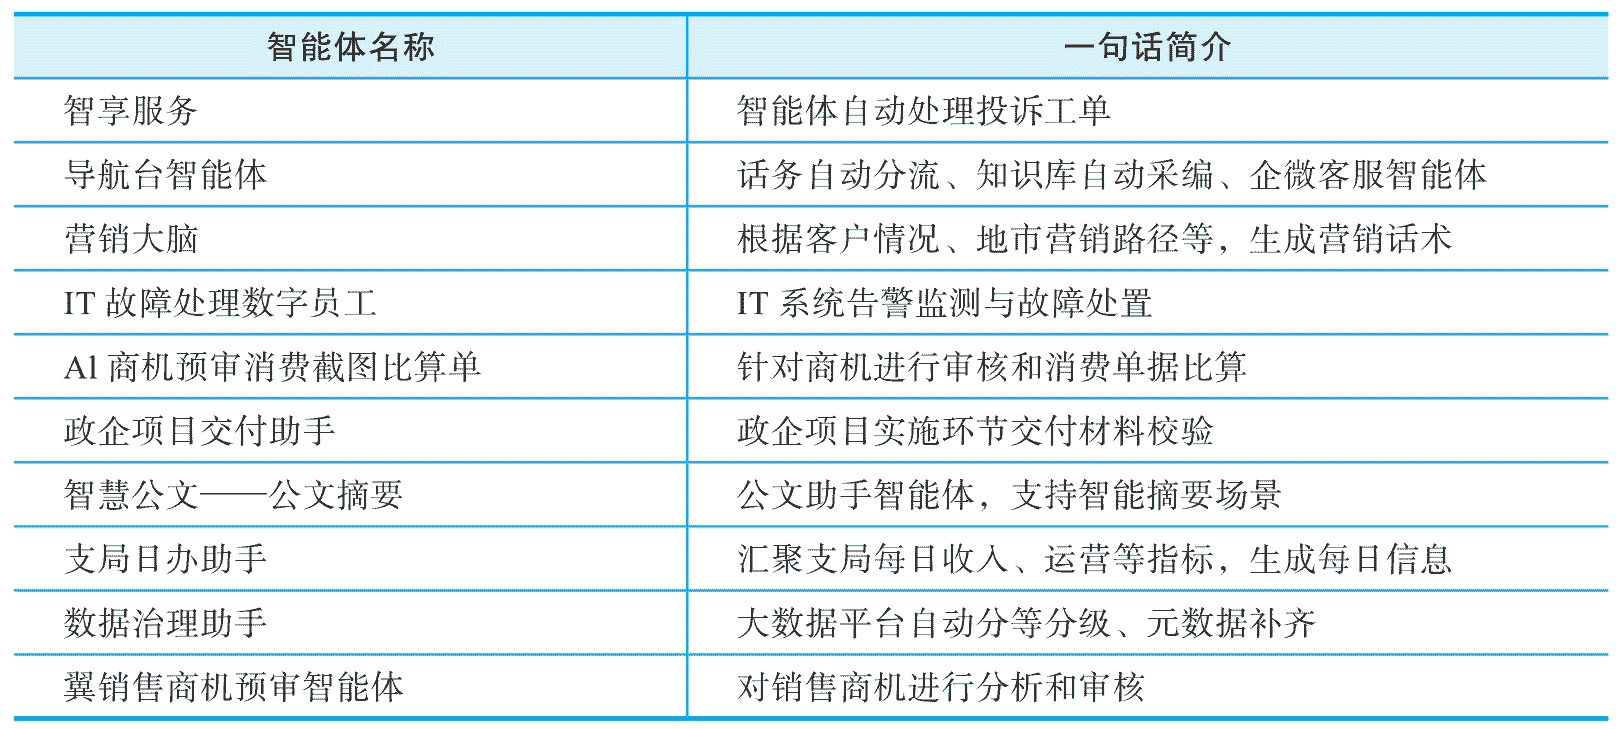 智能体名称 一句话简介
智享服务 智能体自动处理投诉工单
导航台智能体 话务自动分流、知识库自动采编、企微客服智能体
营销大脑 根据客户情况、地市营销路径等，生成营销话术
IT 故障处理数字员工 IT 系统告警监测与故障处置
Al 商机预审消费截图比算单 针对商机进行审核和消费单据比算
政企项目交付助手 政企项目实施环节交付材料校验
智慧公文——公文摘要 公文助手智能体，支持智能摘要场景
支局日办助手 汇聚支局每日收入、运营等指标，生成每日信息
数据治理助手 大数据平台自动分等分级、元数据补齐
翼销售商机预审智能体 对销售商机进行分析和审核